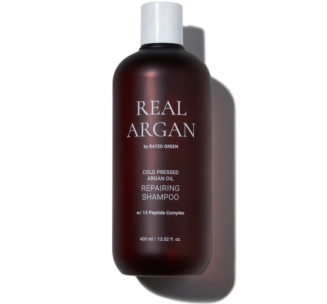 REAL
ARGAN
by RATED GREEN
COLD PRESSED
ARGAN OIL
REPAIRING
SHAMPOO
w/ 13 Peptide Complex
400 ml / 13.52 fl. oz.